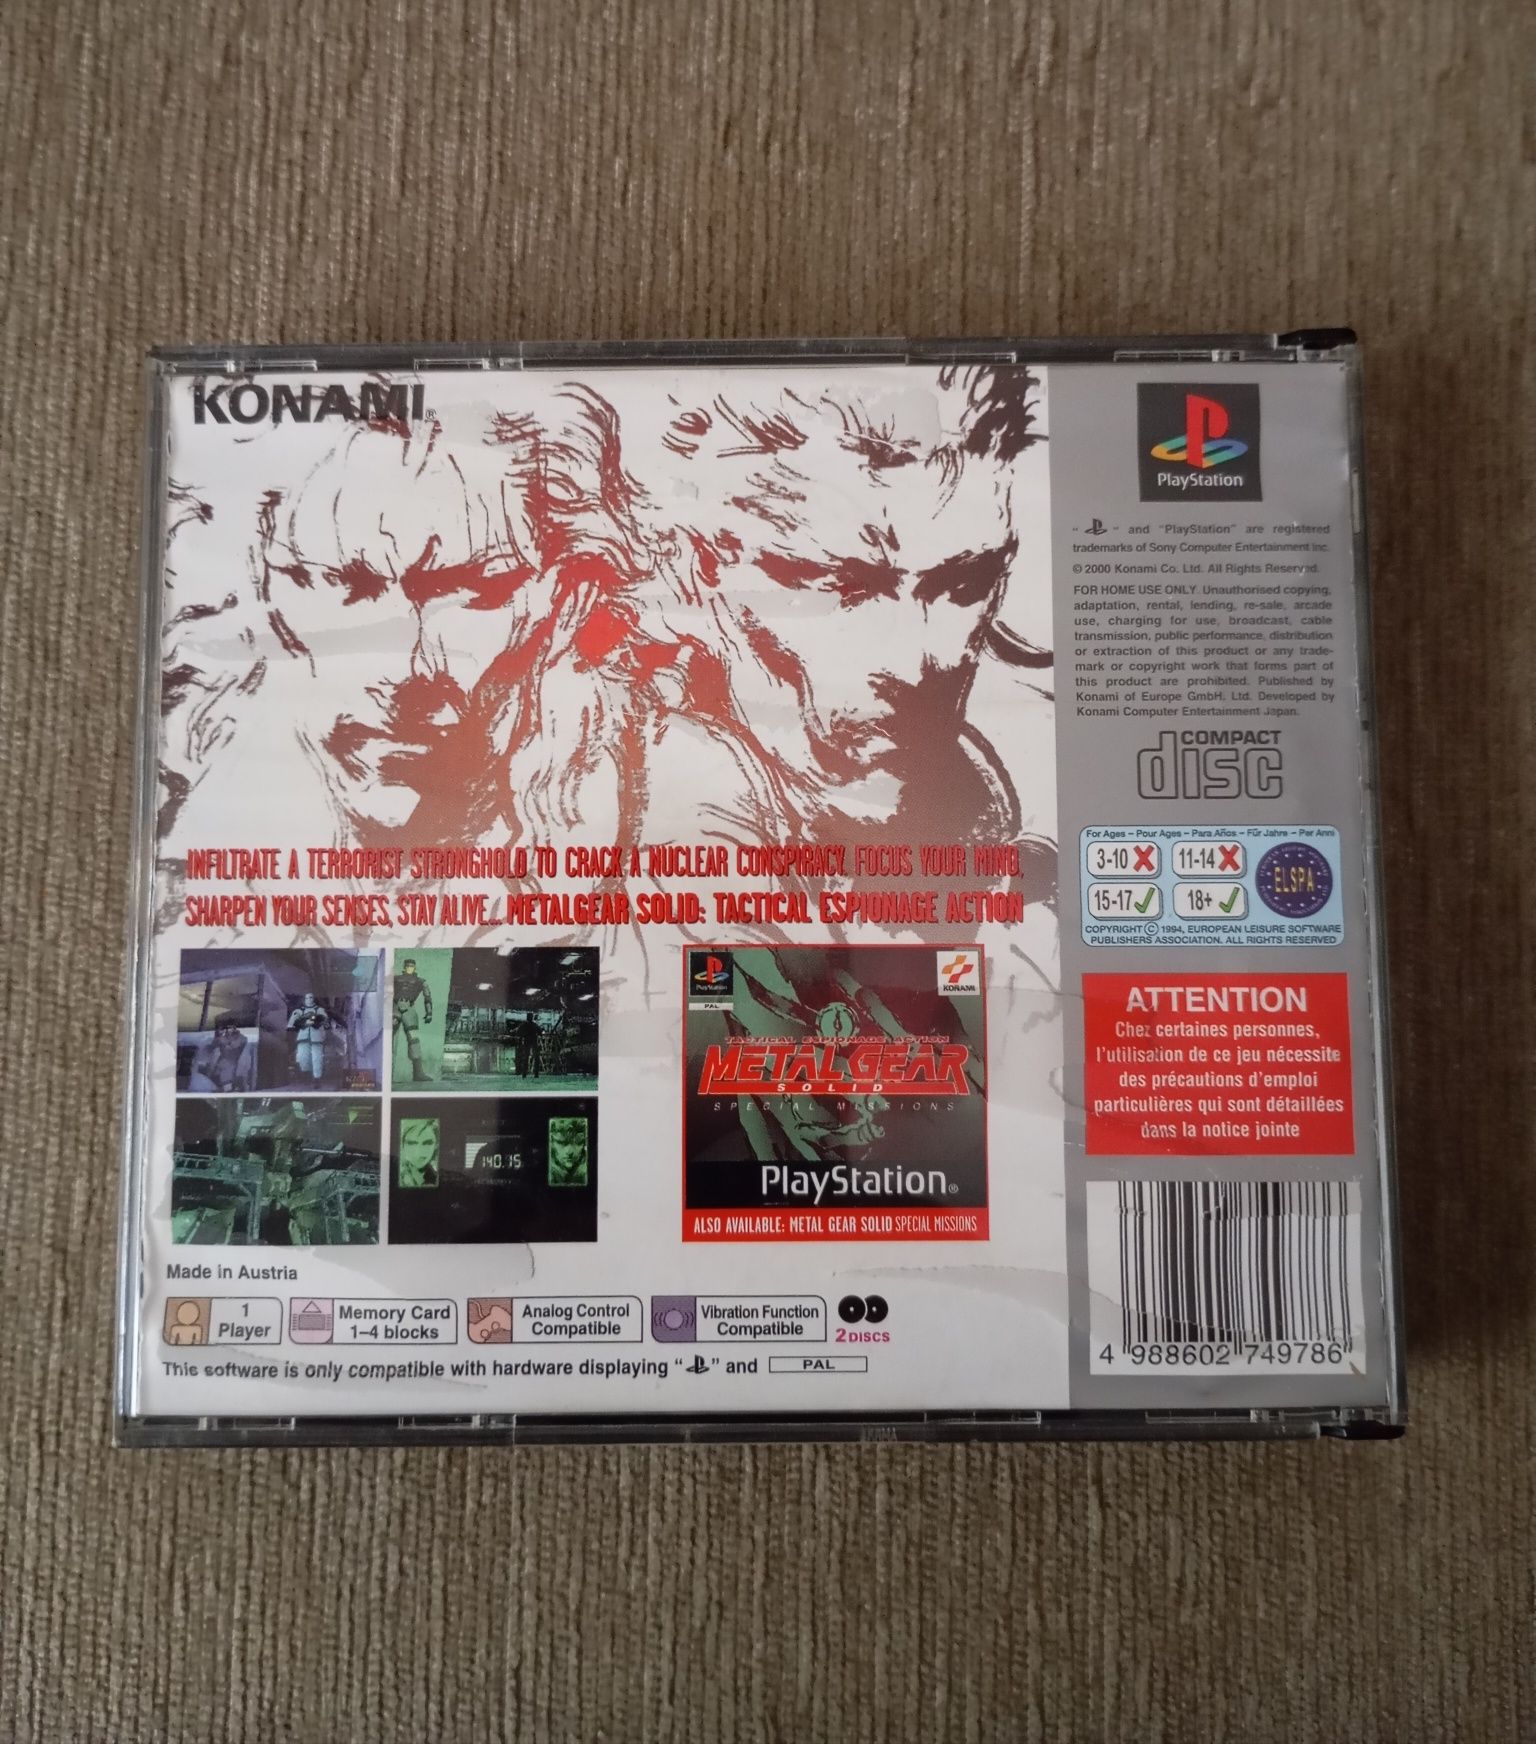 KONAMI®
INFILTRATE A TERRORIST STRONGHOLD TO CRACK A NUCLEAR CONSPIRACY. FOCUS YOUR MIND,
SHARPEN YOUR SENSES, STAY ALIVE... METALGEAR SOLID: TACTICAL ESPIONAGE ACTION
140.15
PlayStation
PAL
KONAMI
TACTICAL ESPIONAGE ACTION
METAL GEAR
SOLID
SPECIAL MISSIONS
PlayStation®
ALSO AVAILABLE: METAL GEAR SOLID SPECIAL MISSIONS
Made in Austria
1
Player
Memory Card
1–4 blocks
Analog Control
Compatible
Vibration Function
Compatible
2 DISCS
This software is only compatible with hardware displaying “ ” and PAL
PlayStation
“ ” and “PlayStation” are registered
trademarks of Sony Computer Entertainment Inc.
© 2000 Konami Co. Ltd. All Rights Reserved.
FOR HOME USE ONLY. Unauthorised copying,
adaptation, rental, lending, re-sale, arcade
use, charging for use, broadcast, cable
transmission, public performance, distribution
or extraction of this product or any trade-
mark or copyright work that forms part of
this product are prohibited. Published by
Konami of Europe GmbH. Ltd. Developed by
Konami Computer Entertainment Japan.
COMPACT
disc
For Ages – Pour Ages – Para Años – Für Jahre – Per Anni
3-10 11-14
15-17 18+
ELSPA
COPYRIGHT © 1994, EUROPEAN LEISURE SOFTWARE
PUBLISHERS ASSOCIATION. ALL RIGHTS RESERVED
ATTENTION
Chez certaines personnes,
l'utilisation de ce jeu nécessite
des précautions d'emploi
particulières qui sont détaillées
dans la notice jointe
4 988602 749786